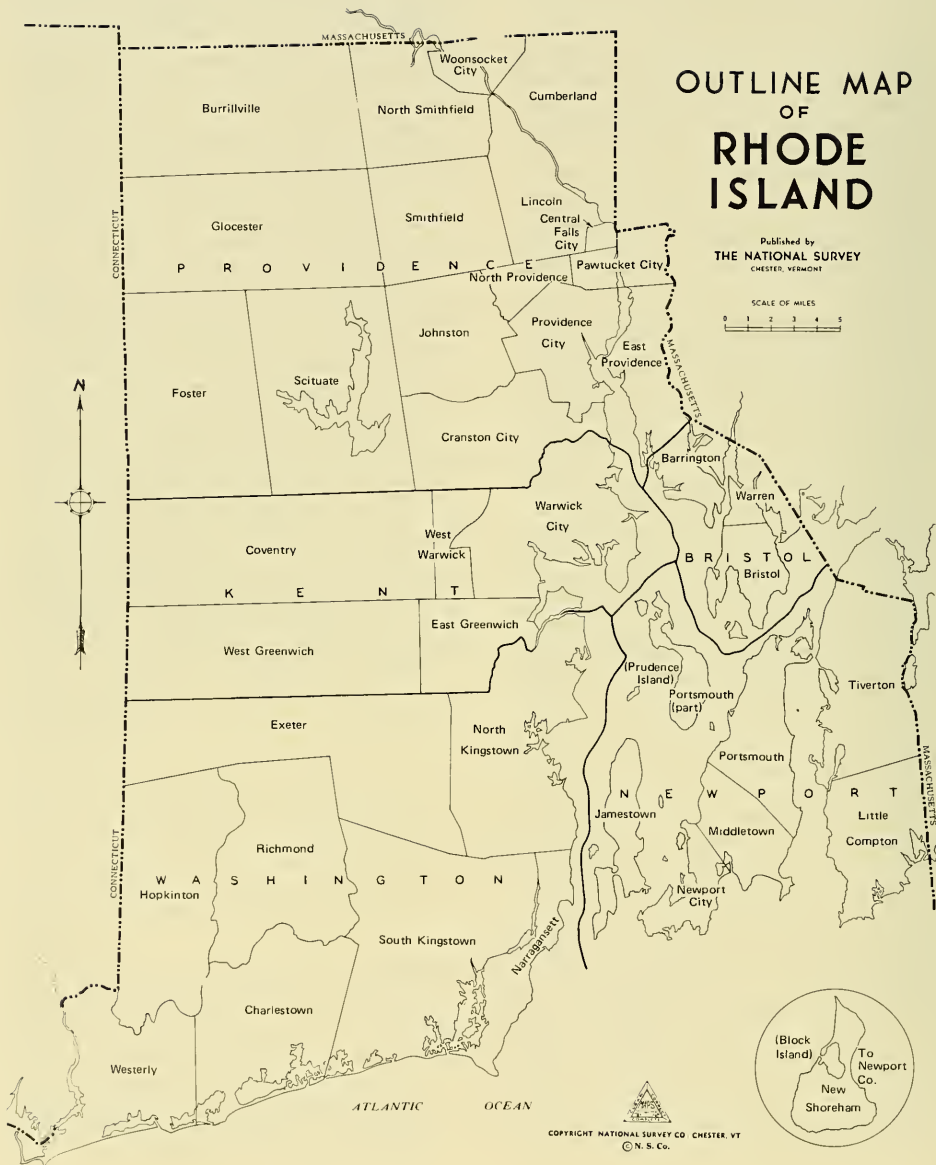 OUTLINE MAP
OF
RHODE
ISLAND
Published by
THE NATIONAL SURVEY
CHESTER, VERMONT
SCALE OF MILES
0 1 2 3 4 5
MASSACHUSETTS
Woonsocket
City
Burrillville
North Smithfield
Cumberland
CONNECTICUT
Glocester
Smithfield
Lincoln
Central
Falls
City
PROVIDENCE
North Providence
Pawtucket City
Johnston
Providence
City
East
Providence
MASSACHUSETTS
N
Foster
Scituate
Cranston City
Barrington
Warren
Warwick
City
West
Warwick
Coventry
BRISTOL
Bristol
KENT
East Greenwich
West Greenwich
(Prudence
Island)
Portsmouth
(part)
Tiverton
Exeter
North
Kingstown
Portsmouth
MASSACHUSETTS
NEWPORT
Jamestown
Middletown
Little
Compton
Richmond
CONNECTICUT
WASHINGTON
Hopkinton
Newport
City
South Kingstown
Narragansett
Charlestown
Westerly
(Block
Island)
To
Newport
Co.
New
Shoreham
ATLANTIC OCEAN
COPYRIGHT NATIONAL SURVEY CO. CHESTER, VT
© N. S. Co.